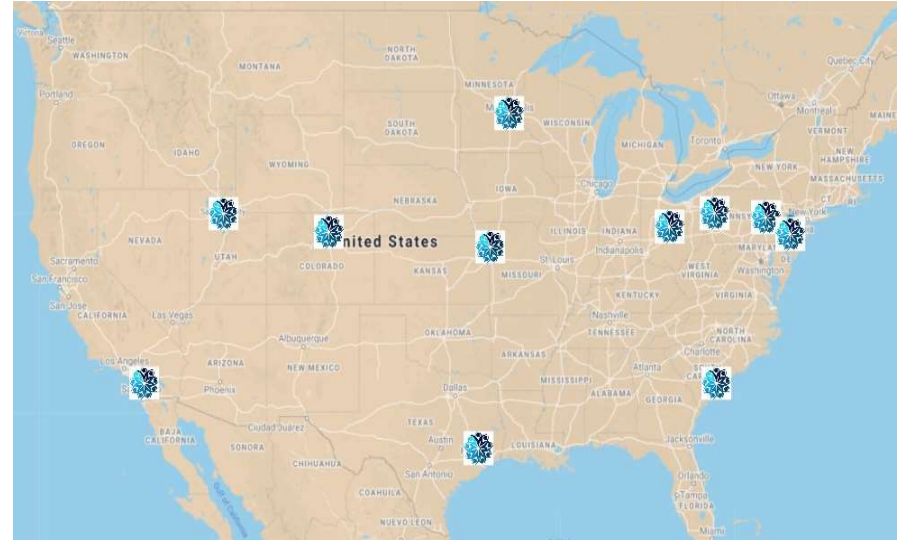 Victoria
Seattle
WASHINGTON
NORTH
DAKOTA
MONTANA
Quebec City
MINNESOTA
Portland
Ottawa
Montreal
MAINE
SOUTH
DAKOTA
WISCONSIN
VERMONT
OREGON
IDAHO
MICHIGAN
Toronto
NEW
HAMPSHIRE
WYOMING
NEW YORK
MASSACHUSETTS
Chicago
IOWA
CT
RI
NEBRASKA
New York
NEVADA
ILLINOIS
INDIANA
nited States
Indianapolis
MARYLA
UTAH
Sacramento
COLORADO
KANSAS
St. Louis
MISSOURI
WEST
VIRGINIA
Washington
DE
San Francisco
KENTUCKY
VIRGINIA
San Jose
CALIFORNIA
Las Vegas
Nashville
OKLAHOMA
TENNESSEE
NORTH
CAROLINA
Albuquerque
Charlotte
Los Angeles
ARIZONA
NEW MEXICO
ARKANSAS
Atlanta
Phoenix
Dallas
MISSISSIPPI
ALABAMA
GEORGIA
BAJA
CALIFORNIA
Ciudad Juárez
TEXAS
SONORA
Austin
LOUISIANA
Jacksonville
CHIHUAHUA
San Antonio
Orlando
Gulf of California
COAHUILA
Tampa
FLORIDA
NUEVO LEON
Miami